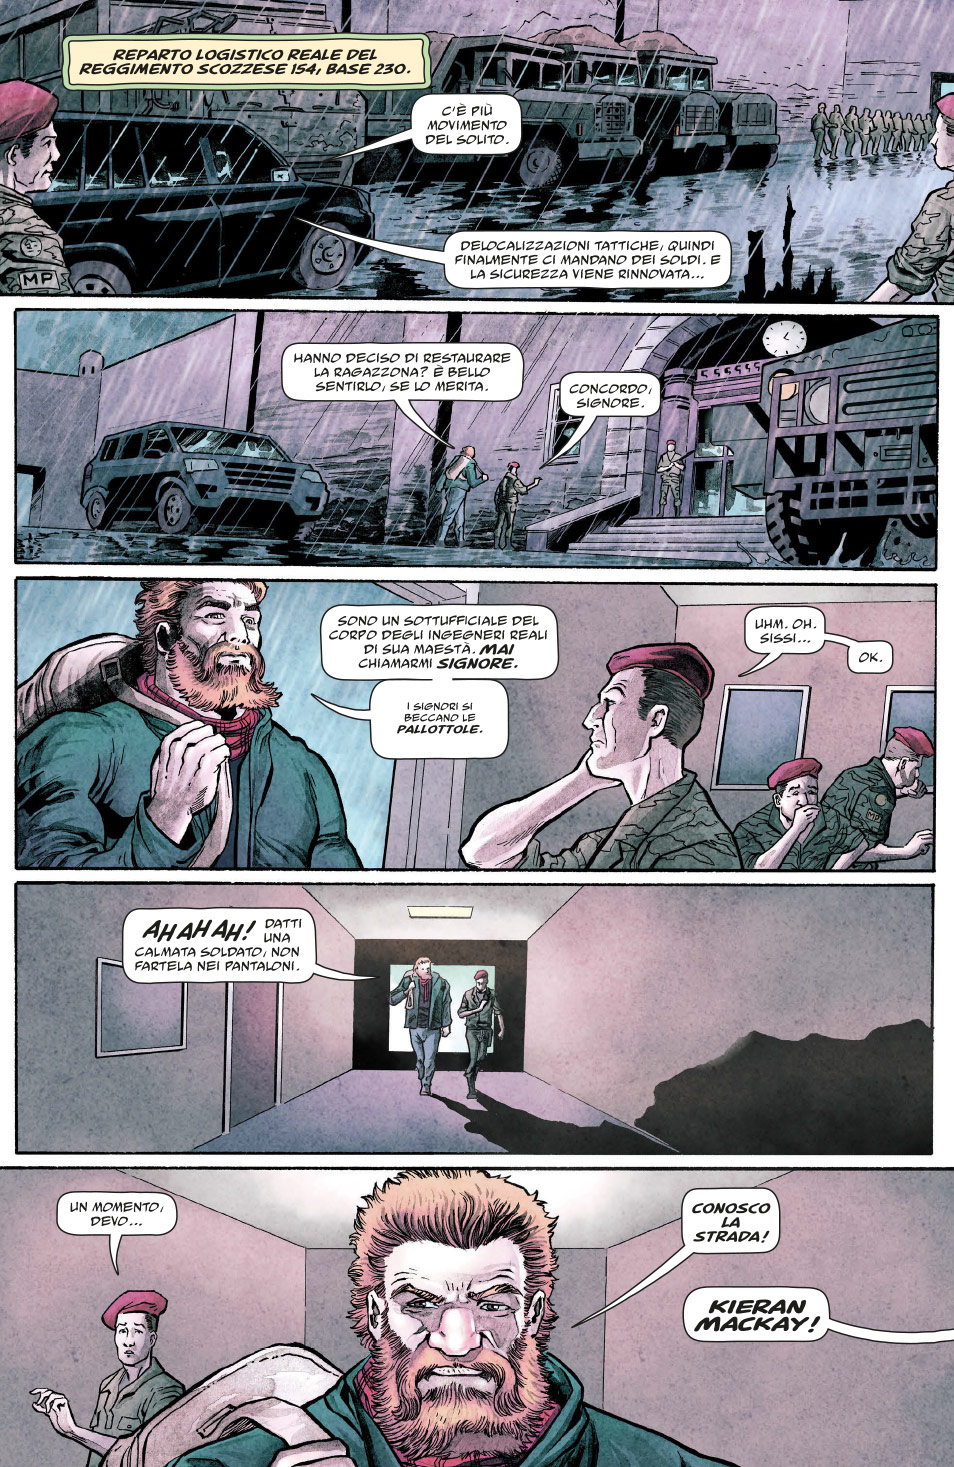 REPARTO LOGISTICO REALE DEL
REGGIMENTO SCOZZESE 154, BASE 230.
C'È PIÙ
MOVIMENTO
DEL SOLITO.
MP
DELOCALIZZAZIONI TATTICHE, QUINDI
FINALMENTE CI MANDANO DEI SOLDI. E
LA SICUREZZA VIENE RINNOVATA...
HANNO DECISO DI RESTAURARE
LA RAGAZZONA? È BELLO
SENTIRLO, SE LO MERITA.
CONCORDO,
SIGNORE.
SONO UN SOTTUFFICIALE DEL
CORPO DEGLI INGEGNERI REALI
DI SUA MAESTÀ. MAI
CHIAMARMI SIGNORE.
I SIGNORI SI
BECCANO LE
PALLOTTOLE.
UHM. OH.
SISSI...
OK.
MP
AH AH AH! DATTI
UNA
CALMATA SOLDATO, NON
FARTELA NEI PANTALONI.
UN MOMENTO,
DEVO...
CONOSCO
LA
STRADA!
KIERAN
MACKAY!